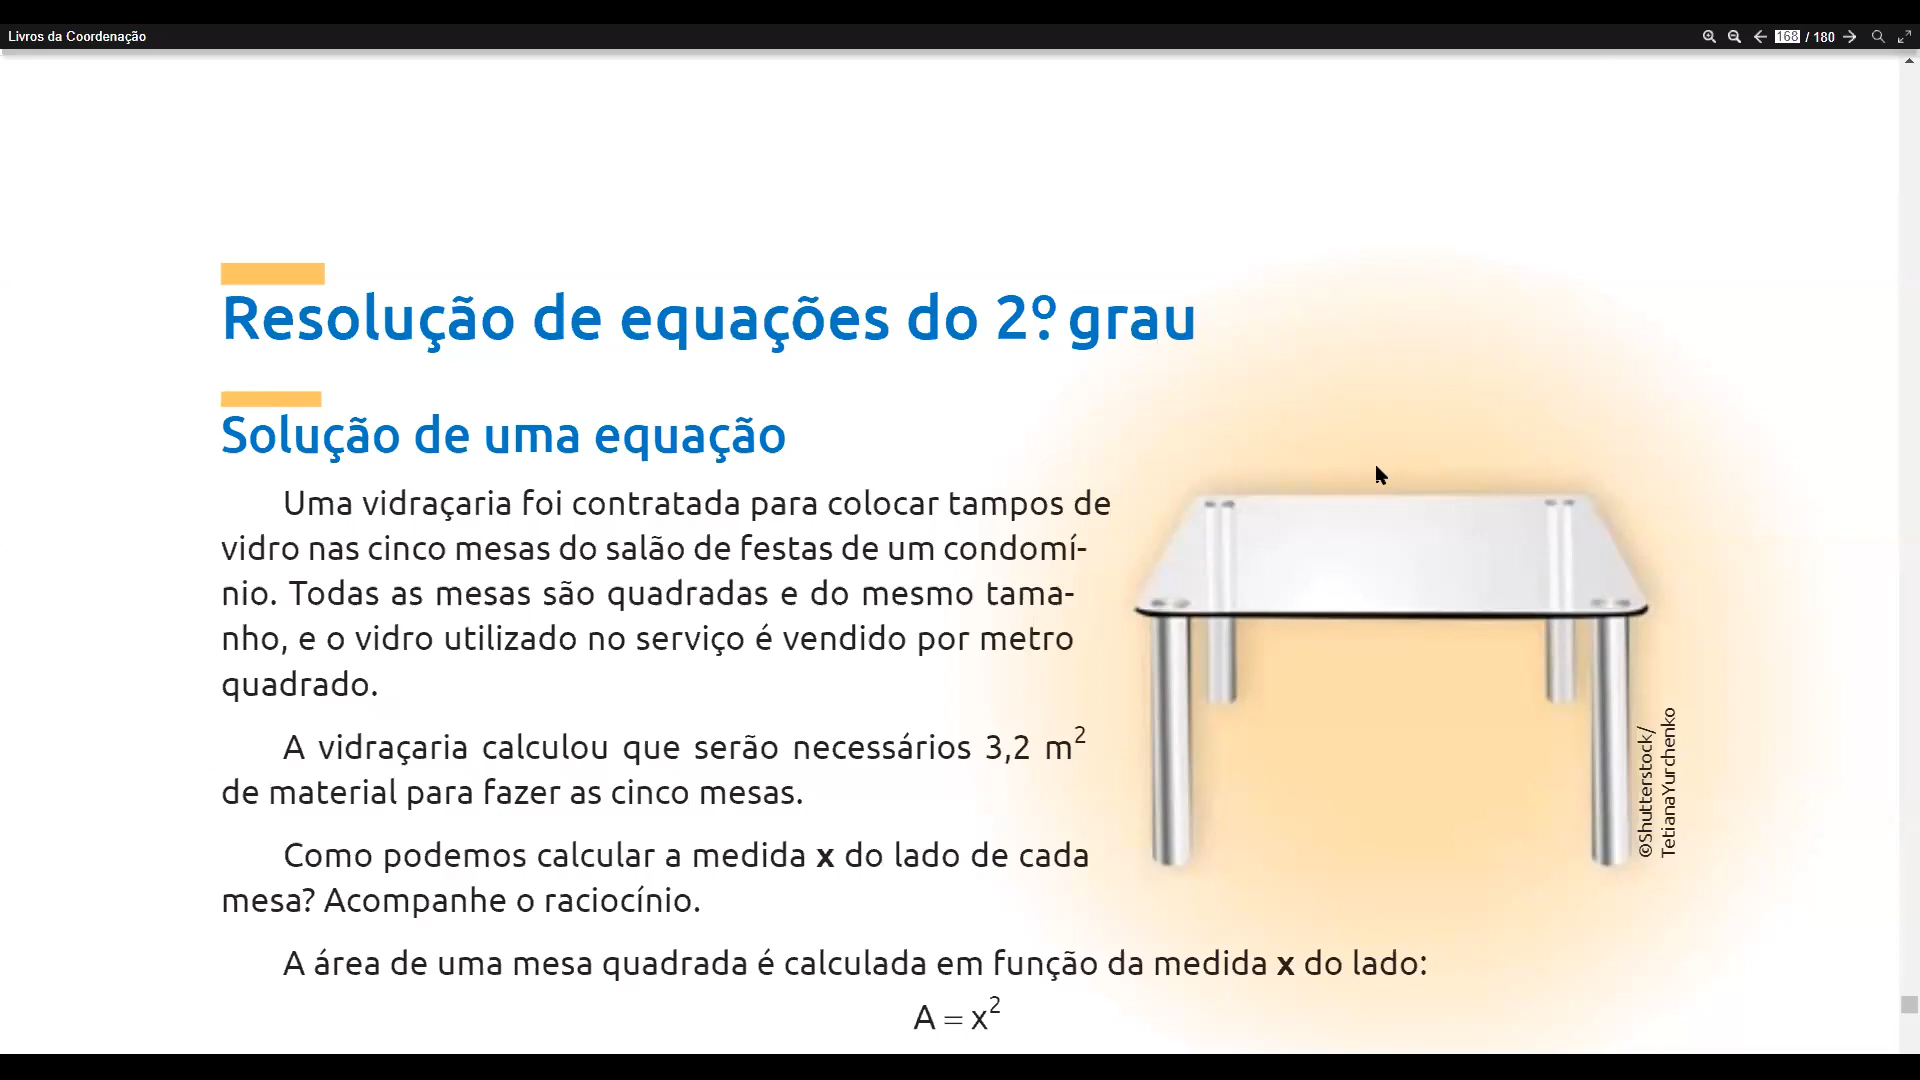 Livros da Coordenação
168 / 180
Resolução de equações do 2º. grau
Solução de uma equação
Uma vidraçaria foi contratada para colocar tampos de
vidro nas cinco mesas do salão de festas de um condomí-
nio. Todas as mesas são quadradas e do mesmo tama-
nho, e o vidro utilizado no serviço é vendido por metro
quadrado.
A vidraçaria calculou que serão necessários 3,2 m²
de material para fazer as cinco mesas.
Como podemos calcular a medida x do lado de cada
mesa? Acompanhe o raciocínio.
©Shutterstock/
TetianaYurchenko
A área de uma mesa quadrada é calculada em função da medida x do lado:
A = x²